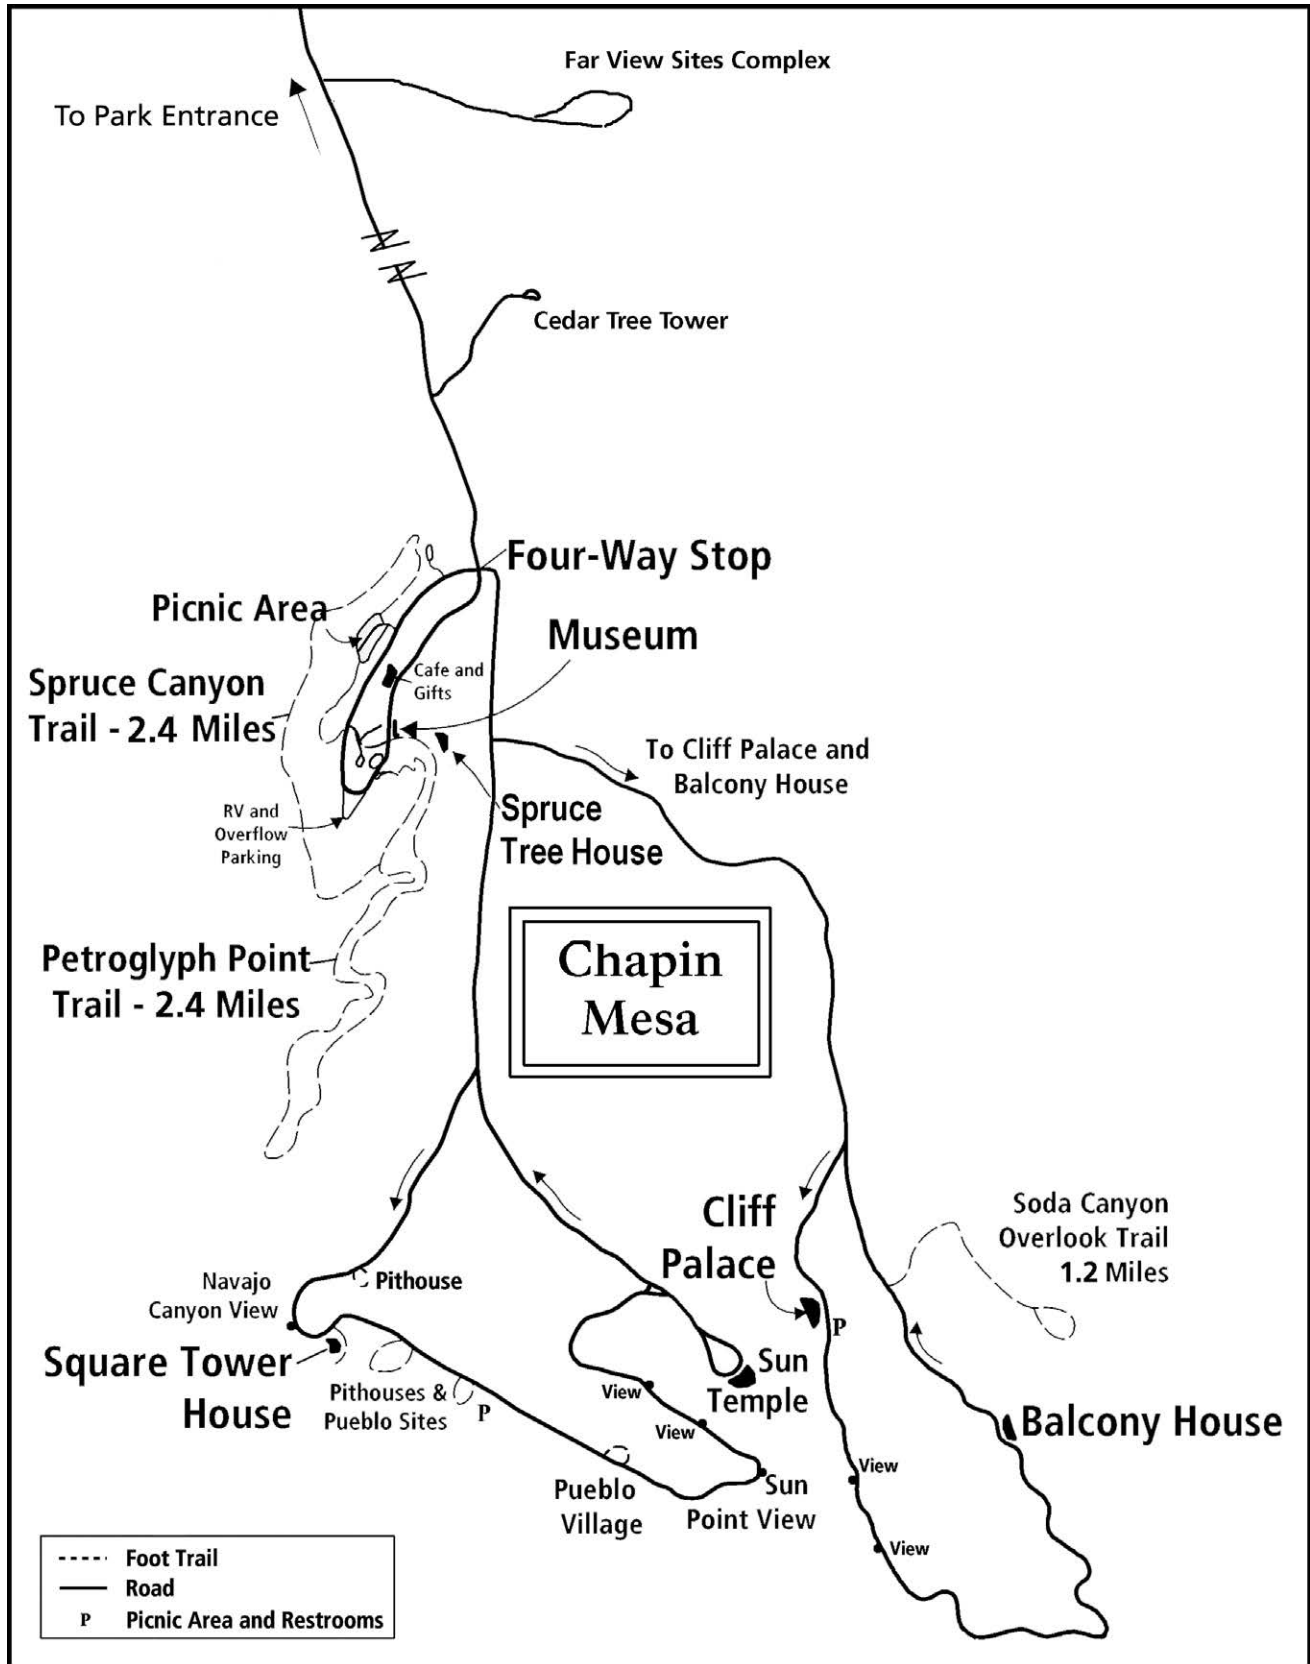 Far View Sites Complex
To Park Entrance
Cedar Tree Tower
Four-Way Stop
Picnic Area
Museum
Cafe and
Gifts
Spruce Canyon
Trail - 2.4 Miles
To Cliff Palace and
Balcony House
RV and
Overflow
Parking
Spruce
Tree House
Chapin
Mesa
Petroglyph Point
Trail - 2.4 Miles
Cliff
Palace
P
Soda Canyon
Overlook Trail
1.2 Miles
Navajo
Canyon View
Pithouse
Square Tower
House
Pithouses &
Pueblo Sites
P
View
View
Sun
Temple
Balcony House
View
View
Pueblo
Village
Sun
Point View
Foot Trail
Road
P Picnic Area and Restrooms